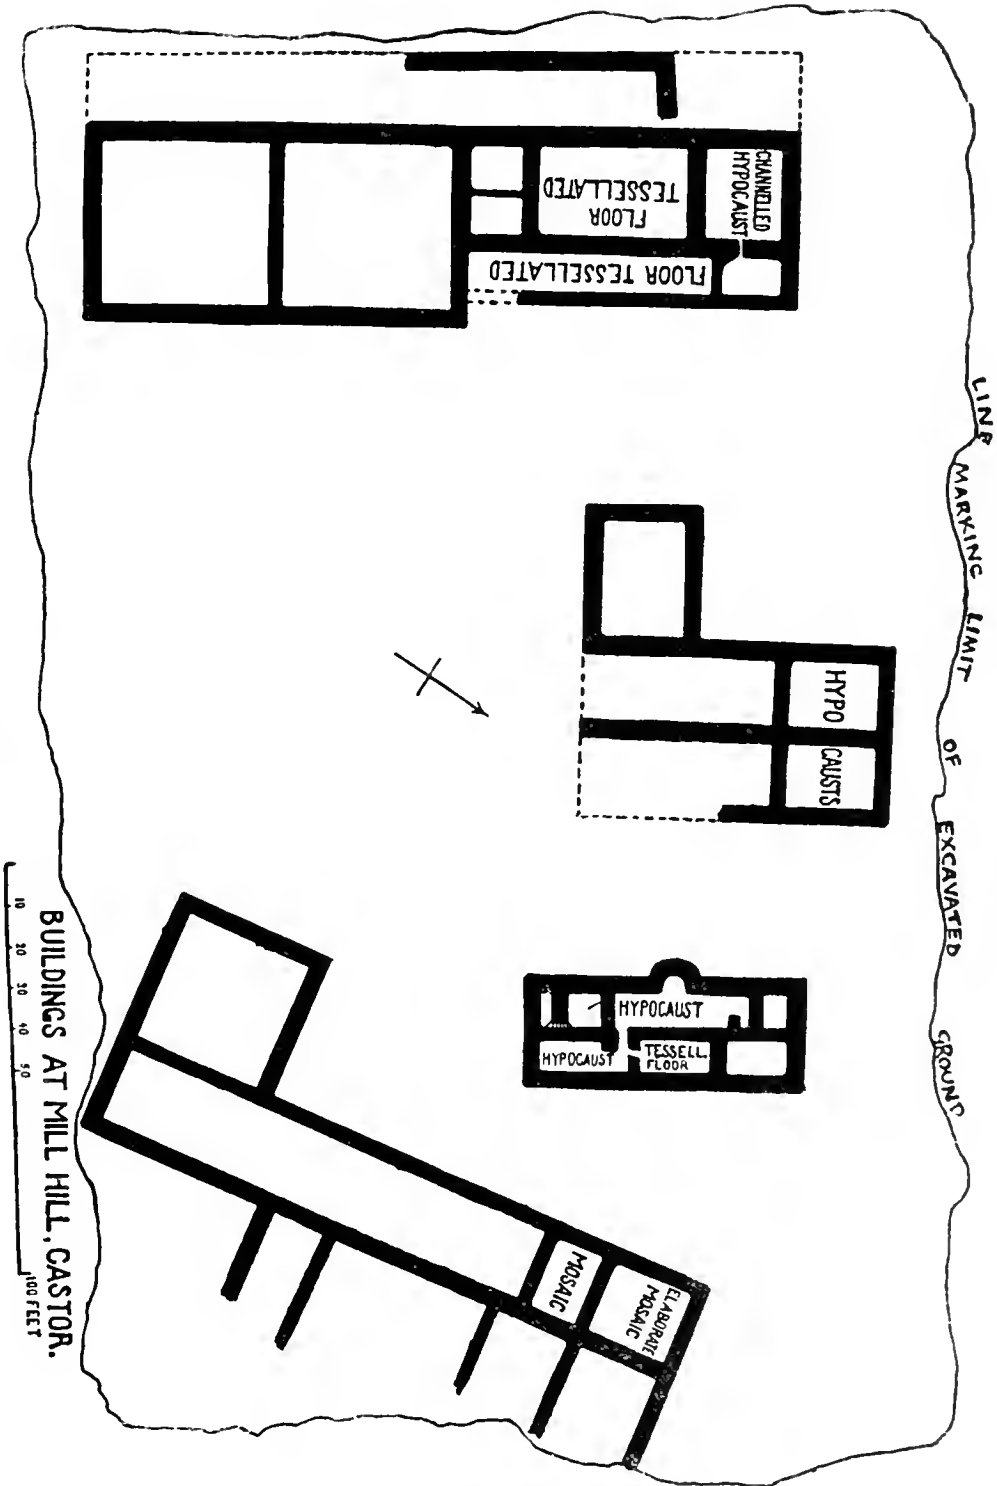 CHANNELLED
HYPOCAUST
FLOOR
TESSELLATED
FLOOR TESSELLATED
LINE MARKING LIMIT OF EXCAVATED GROUND
HYPO
CAUSTS
HYPOCAUST
HYPOCAUST
TESSELL.
FLOOR
MOSAIC
ELABORATE
MOSAIC
BUILDINGS AT MILL HILL, CASTOR.
10 20 30 40 50 100 FEET